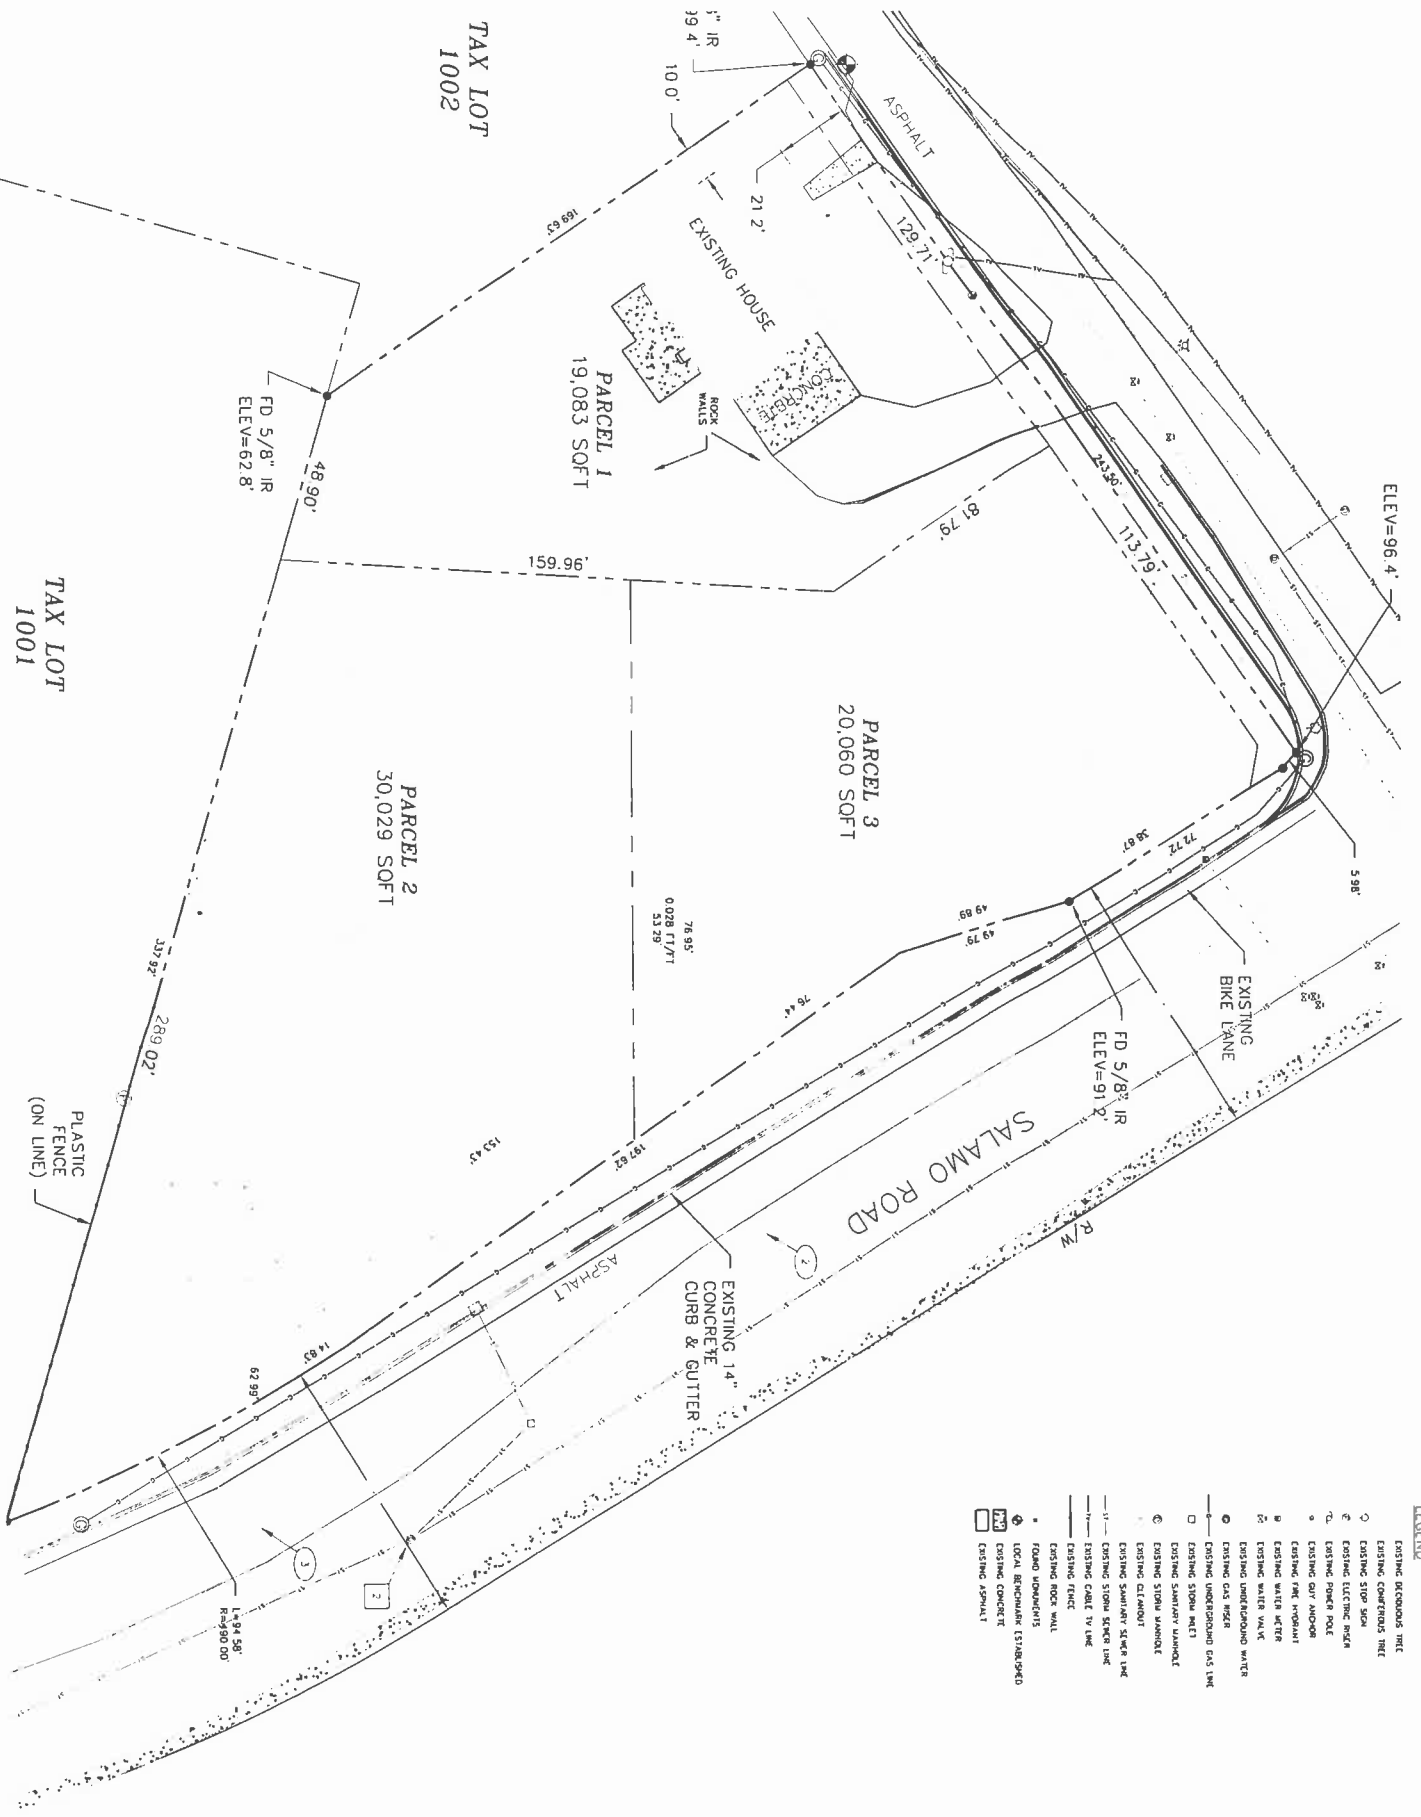 TAX LOT
1002
99 4'
10 0'
ASPHALT
21 2'
129.71'
169 63'
EXISTING HOUSE
CONCRETE
ROCK
WALLS
PARCEL 1
19,083 SQFT
FD 5/8" IR
ELEV=62.8'
48.90'
81 79'
243.50'
113.79'
ELEV=96.4'
159.96'
TAX LOT
1001
PARCEL 3
20,060 SQFT
PARCEL 2
30,029 SQFT
5 98'
38 87'
72.72'
49 89'
49 79'
76 44'
EXISTING
BIKE LANE
FD 5/8" IR
ELEV=91 2'
76 95'
0.028 FT/FT
53 29'
337 92'
289.02'
PLASTIC
FENCE
(ON LINE)
153 45'
197 62'
SALAMO ROAD
R/W
2
ASPHALT
EXISTING 14"
CONCRETE
CURB & GUTTER
14 83'
62 99'
3
2
L=94 58'
R=490 00'
LEGEND
EXISTING DECIDUOUS TREE
EXISTING CONIFEROUS TREE
EXISTING STOP SIGN
EXISTING ELECTRIC RISER
EXISTING POWER POLE
EXISTING GUY ANCHOR
EXISTING FIRE HYDRANT
EXISTING WATER METER
EXISTING WATER VALVE
EXISTING UNDERGROUND WATER
EXISTING GAS RISER
EXISTING UNDERGROUND GAS LINE
EXISTING STORM INLET
EXISTING SANITARY MANHOLE
EXISTING STORM MANHOLE
EXISTING CLEANOUT
EXISTING SANITARY SEWER LINE
EXISTING STORM SEWER LINE
EXISTING CABLE TV LINE
EXISTING FENCE
EXISTING ROCK WALL
FOUND MONUMENTS
LOCAL BENCHMARK ESTABLISHED
EXISTING CONCRETE
EXISTING ASPHALT